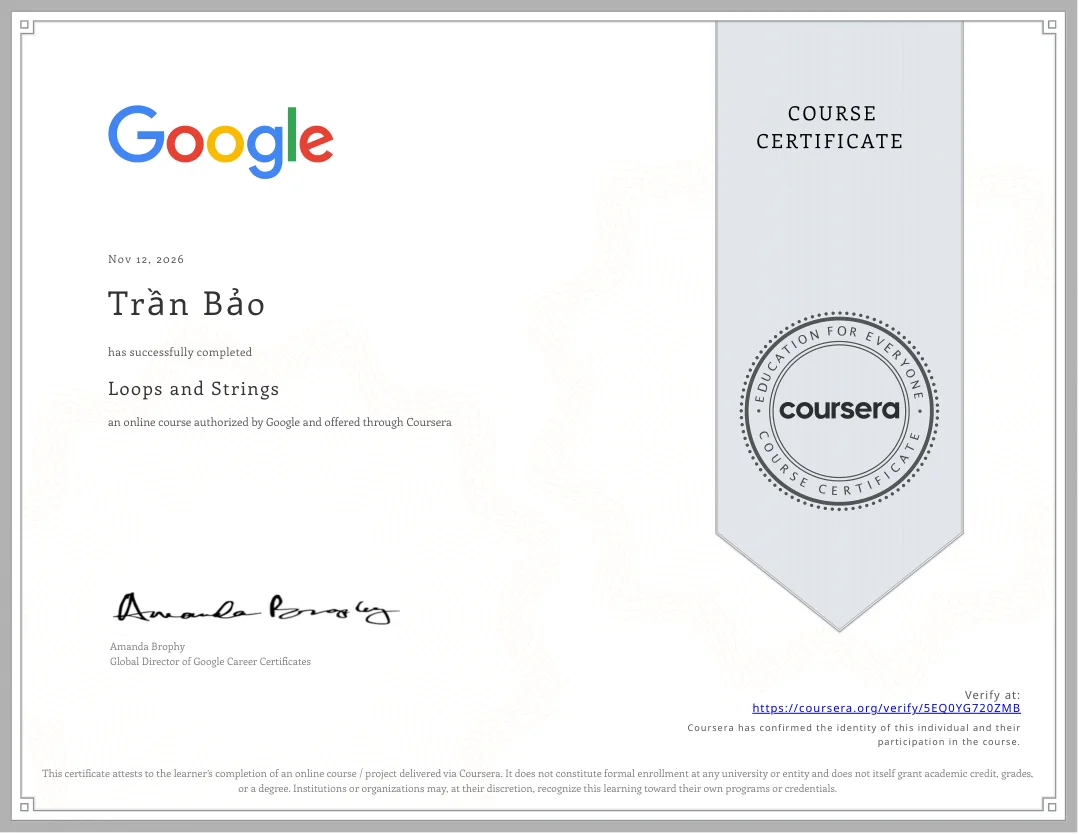 Google
COURSE
CERTIFICATE
Nov 12, 2026
Trần Bảo
has successfully completed
Loops and Strings
an online course authorized by Google and offered through Coursera
EDUCATION FOR EVERYONE
coursera
COURSE CERTIFICATE
Amanda Brophy
Amanda Brophy
Global Director of Google Career Certificates
Verify at:
https://coursera.org/verify/5EQ0YG720ZMB
Coursera has confirmed the identity of this individual and their
participation in the course.
This certificate attests to the learner's completion of an online course / project delivered via Coursera. It does not constitute formal enrollment at any university or entity and does not itself grant academic credit, grades,
or a degree. Institutions or organizations may, at their discretion, recognize this learning toward their own programs or credentials.